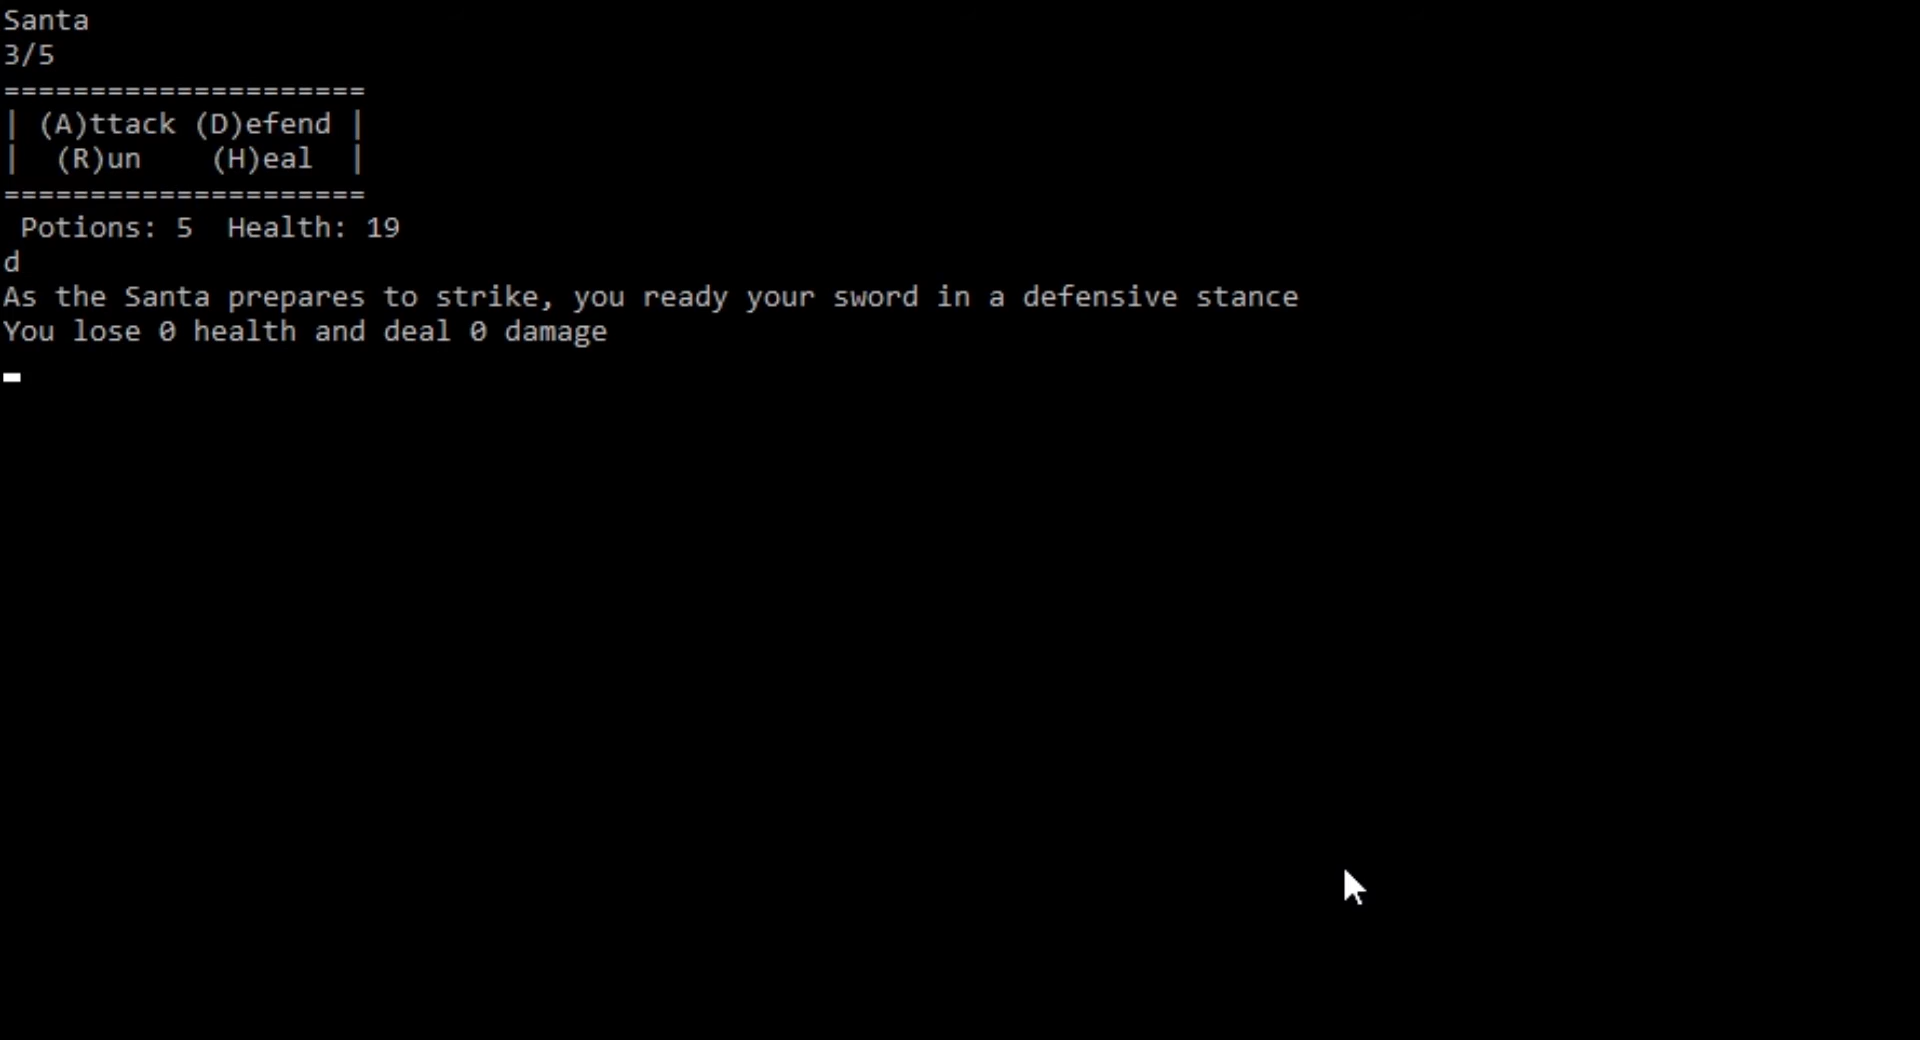 Santa
3/5
=====================
| (A)ttack (D)efend |
|  (R)un    (H)eal  |
=====================
 Potions: 5  Health: 19
d
As the Santa prepares to strike, you ready your sword in a defensive stance
You lose 0 health and deal 0 damage